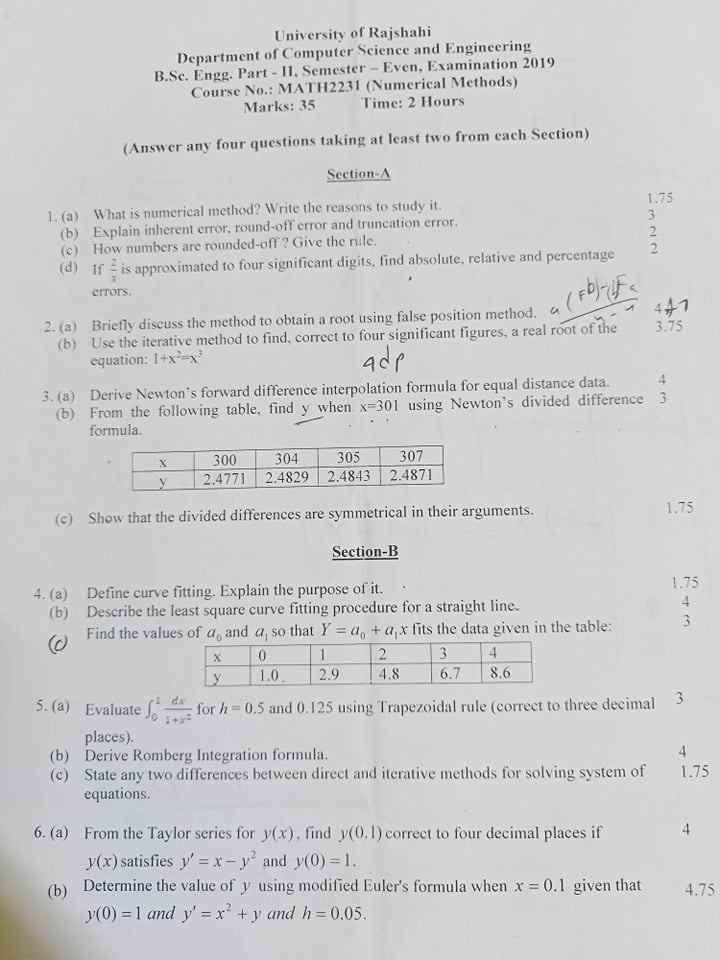 University of Rajshahi
Department of Computer Science and Engineering
B.Sc. Engg. Part - II, Semester – Even, Examination 2019
Course No.: MATH2231 (Numerical Methods)
Marks: 35 Time: 2 Hours
(Answer any four questions taking at least two from each Section)
Section-A
1. (a) What is numerical method? Write the reasons to study it. 1.75
(b) Explain inherent error, round-off error and truncation error. 3
(c) How numbers are rounded-off ? Give the rule. 2
(d) If 2/3 is approximated to four significant digits, find absolute, relative and percentage 2
errors.
2. (a) Briefly discuss the method to obtain a root using false position method. 4
(b) Use the iterative method to find, correct to four significant figures, a real root of the 3.75
equation: 1+x²=x³
3. (a) Derive Newton's forward difference interpolation formula for equal distance data. 4
(b) From the following table, find y when x=301 using Newton's divided difference 3
formula.
x 300 304 305 307
y 2.4771 2.4829 2.4843 2.4871
(c) Show that the divided differences are symmetrical in their arguments. 1.75
Section-B
4. (a) Define curve fitting. Explain the purpose of it. 1.75
(b) Describe the least square curve fitting procedure for a straight line. 4
(c) Find the values of a₀ and a₁ so that Y = a₀ + a₁x fits the data given in the table: 3
x 0 1 2 3 4
y 1.0 2.9 4.8 6.7 8.6
5. (a) Evaluate ∫₀¹ dx/1+x² for h = 0.5 and 0.125 using Trapezoidal rule (correct to three decimal 3
places).
(b) Derive Romberg Integration formula. 4
(c) State any two differences between direct and iterative methods for solving system of 1.75
equations.
6. (a) From the Taylor series for y(x), find y(0.1) correct to four decimal places if 4
y(x) satisfies y′ = x – y² and y(0) = 1.
(b) Determine the value of y using modified Euler's formula when x = 0.1 given that 4.75
y(0) = 1 and y′ = x² + y and h = 0.05.